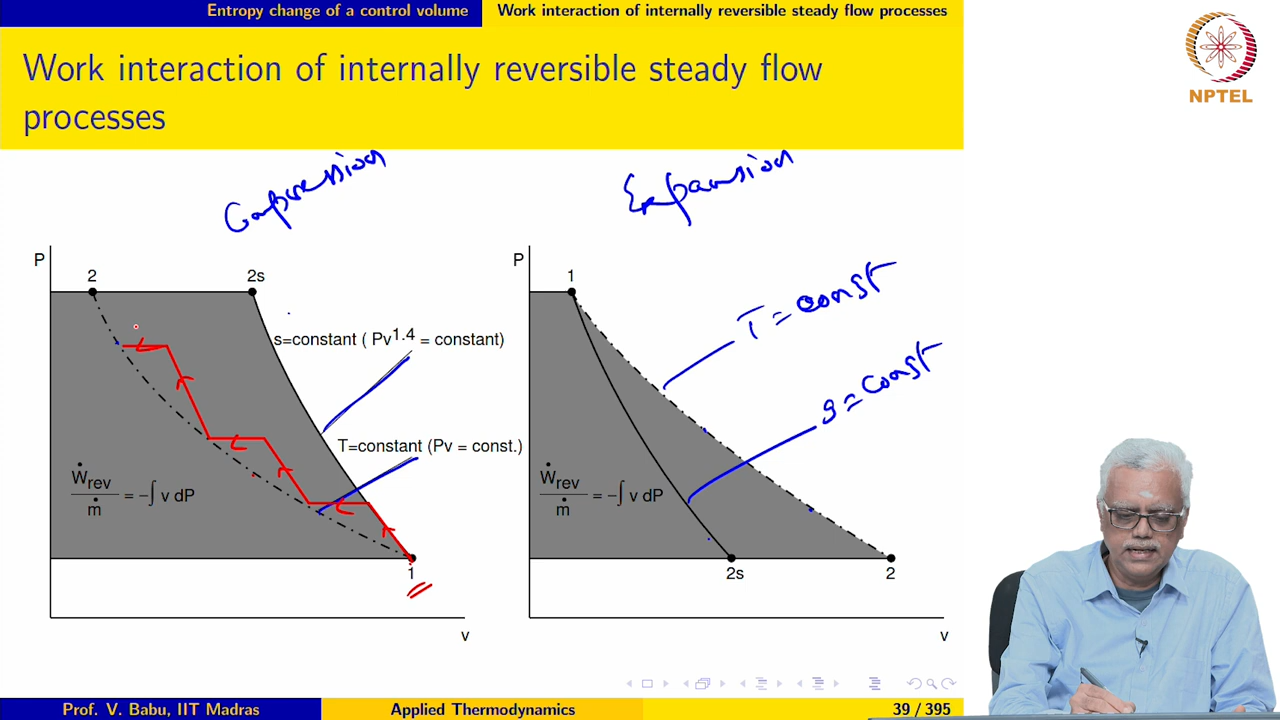 Entropy change of a control volume
Work interaction of internally reversible steady flow processes
NPTEL
Work interaction of internally reversible steady flow
processes
Compression
Expansion
P
2
2s
s=constant ( Pv^1.4 = constant)
T=constant (Pv = const.)
Ẇrev / ṁ = −∫ v dP
1
v
P
1
T = const
s = const
Ẇrev / ṁ = −∫ v dP
2s
2
v
Prof. V. Babu, IIT Madras
Applied Thermodynamics
39 / 395